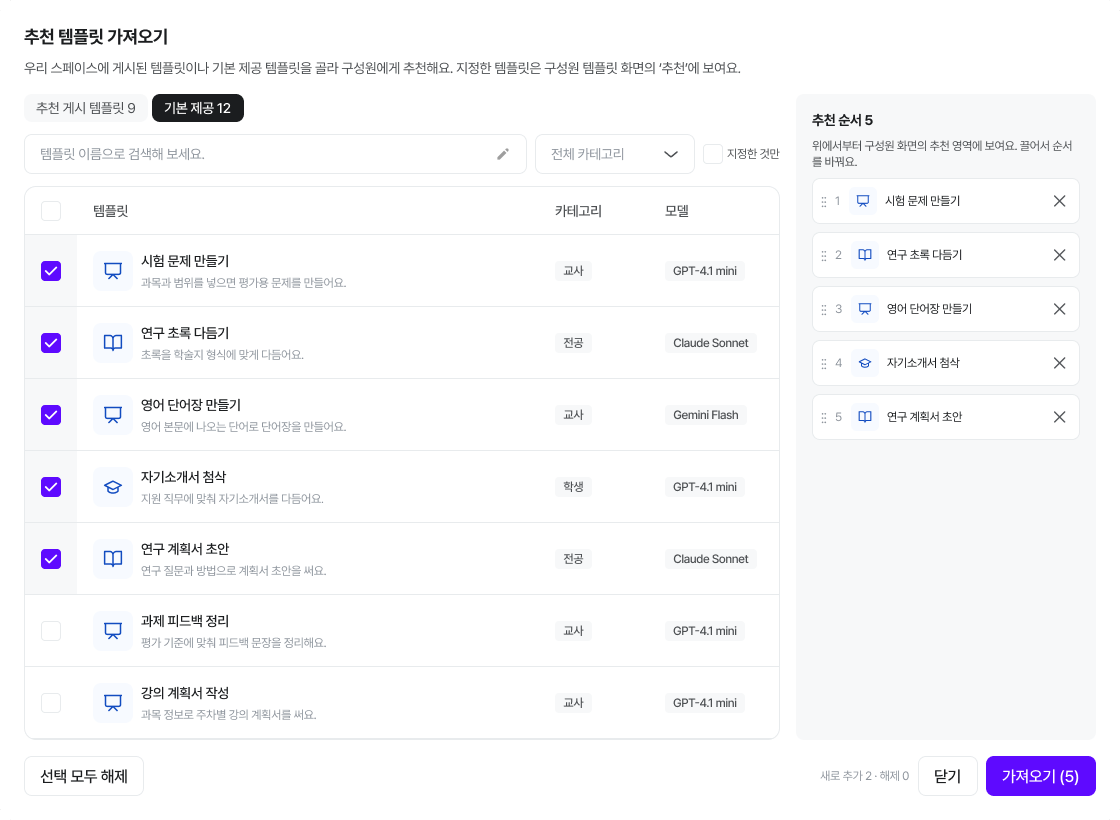 추천 템플릿 가져오기
우리 스페이스에 게시된 템플릿이나 기본 제공 템플릿을 골라 구성원에게 추천해요. 지정한 템플릿은 구성원 템플릿 화면의 ‘추천’에 보여요.
추천 게시 템플릿 9
기본 제공 12
템플릿 이름으로 검색해 보세요.
전체 카테고리
지정한 것만
템플릿 카테고리 모델
시험 문제 만들기
과목과 범위를 넣으면 평가용 문제를 만들어요.
교사
GPT-4.1 mini
연구 초록 다듬기
초록을 학술지 형식에 맞게 다듬어요.
전공
Claude Sonnet
영어 단어장 만들기
영어 본문에 나오는 단어로 단어장을 만들어요.
교사
Gemini Flash
자기소개서 첨삭
지원 직무에 맞춰 자기소개서를 다듬어요.
학생
GPT-4.1 mini
연구 계획서 초안
연구 질문과 방법으로 계획서 초안을 써요.
전공
Claude Sonnet
과제 피드백 정리
평가 기준에 맞춰 피드백 문장을 정리해요.
교사
GPT-4.1 mini
강의 계획서 작성
과목 정보로 주차별 강의 계획서를 써요.
교사
GPT-4.1 mini
추천 순서 5
위에서부터 구성원 화면의 추천 영역에 보여요. 끌어서 순서
를 바꿔요.
1 시험 문제 만들기
2 연구 초록 다듬기
3 영어 단어장 만들기
4 자기소개서 첨삭
5 연구 계획서 초안
선택 모두 해제
새로 추가 2 · 해제 0
닫기
가져오기 (5)